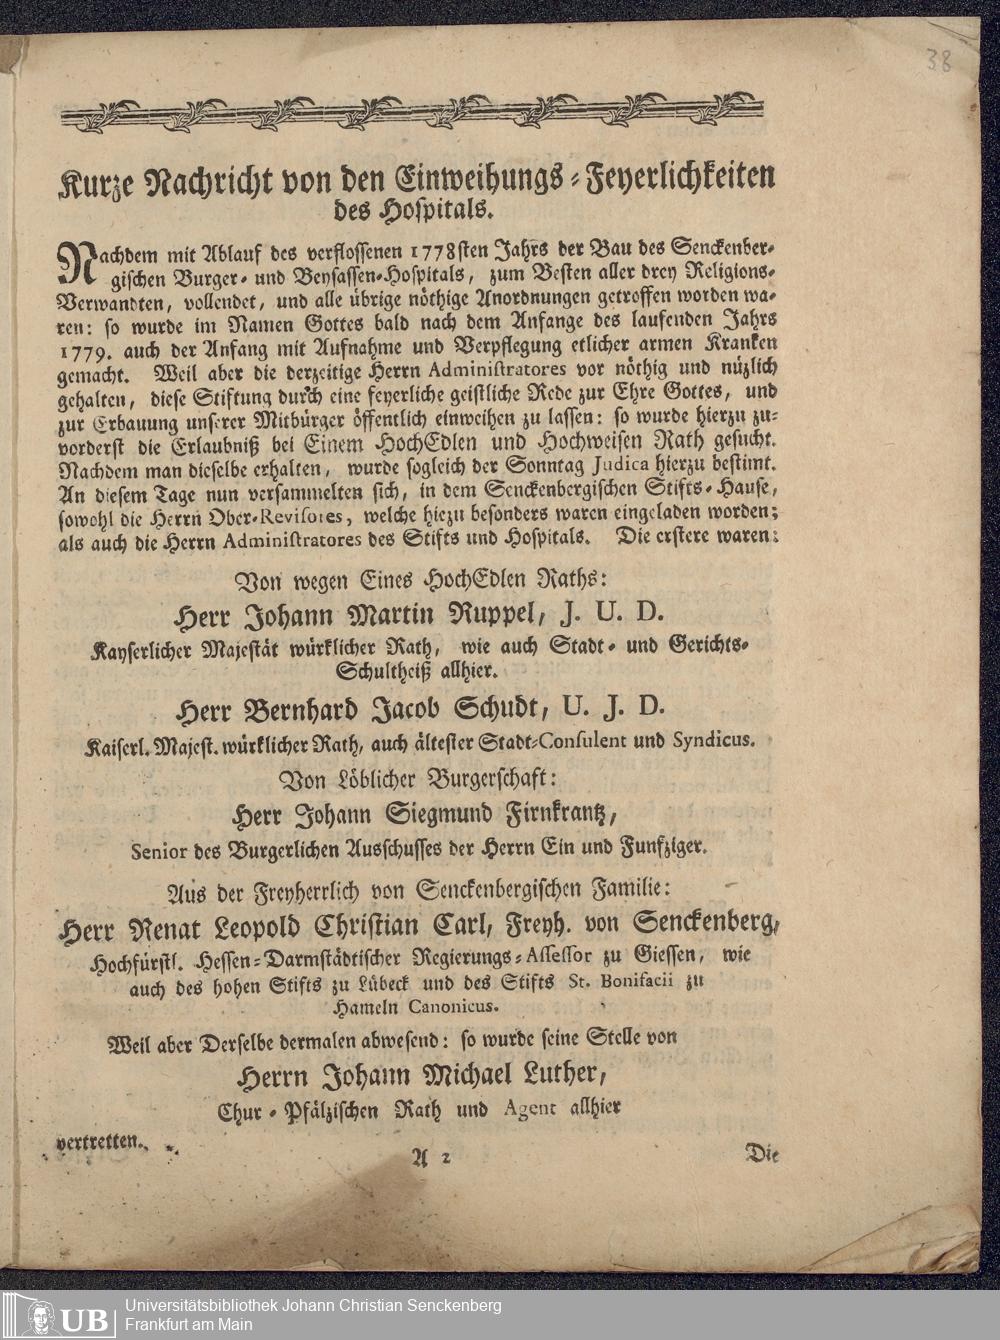 38
Kurze Nachricht von den Einweihungs-Feyerlichkeiten
des Hospitals.
Nachdem mit Ablauf des verflossenen 1778sten Jahrs der Bau des Senckenber-
gischen Burger- und Beysassen-Hospitals, zum Besten aller drey Religions-
Verwandten, vollendet, und alle übrige nöthige Anordnungen getroffen worden wa-
ren: so wurde im Namen Gottes bald nach dem Anfange des laufenden Jahrs
1779. auch der Anfang mit Aufnahme und Verpflegung etlicher armen Kranken
gemacht. Weil aber die derzeitige Herrn Administratores vor nöthig und nüzlich
gehalten, diese Stiftung durch eine feyerliche geistliche Rede zur Ehre Gottes, und
zur Erbauung unserer Mitbürger öffentlich einweihen zu lassen: so wurde hierzu zu-
vorderst die Erlaubniß bei Einem HochEdlen und Hochweisen Rath gesucht.
Nachdem man dieselbe erhalten, wurde sogleich der Sonntag Judica hierzu bestimt.
An diesem Tage nun versammelten sich, in dem Senckenbergischen Stifts-Hause,
sowohl die Herrn Ober-Revisores, welche hiezu besonders waren eingeladen worden;
als auch die Herrn Administratores des Stifts und Hospitals. Die erstere waren:
Von wegen Eines HochEdlen Raths:
Herr Johann Martin Ruppel, J. U. D.
Kayserlicher Majestät würklicher Rath, wie auch Stadt- und Gerichts-
Schultheiß allhier.
Herr Bernhard Jacob Schudt, U. J. D.
Kaiserl. Majest. würklicher Rath, auch ältester Stadt-Consulent und Syndicus.
Von Löblicher Burgerschaft:
Herr Johann Siegmund Firnkrantz,
Senior des Burgerlichen Ausschusses der Herrn Ein und Funfziger.
Aus der Freyherrlich von Senckenbergischen Familie:
Herr Renat Leopold Christian Carl, Freyh. von Senckenberg,
Hochfürstl. Hessen-Darmstädtischer Regierungs-Assessor zu Giessen, wie
auch des hohen Stifts zu Lübeck und des Stifts St. Bonifacii zu
Hameln Canonicus.
Weil aber Derselbe dermalen abwesend: so wurde seine Stelle von
Herrn Johann Michael Luther,
Chur-Pfälzischen Rath und Agent allhier
vertretten.
A 2
Die
UB
Universitätsbibliothek Johann Christian Senckenberg
Frankfurt am Main